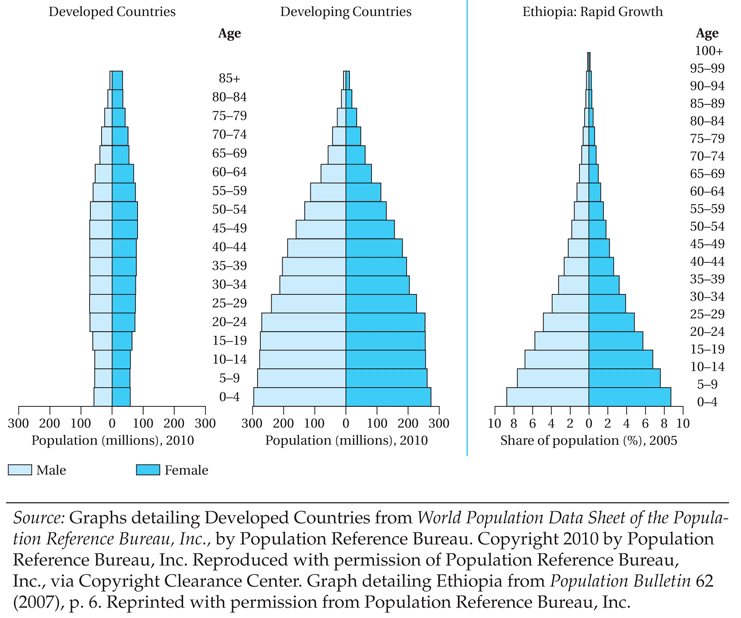 Developed Countries Developing Countries Ethiopia: Rapid Growth
Age Age
100+
95–99
85+ 90–94
80–84 85–89
75–79 80–84
70–74 75–79
65–69 70–74
60–64 65–69
55–59 60–64
50–54 55–59
45–49 50–54
40–44 45–49
35–39 40–44
30–34 35–39
25–29 30–34
20–24 25–29
15–19 20–24
10–14 15–19
5–9 10–14
0–4 5–9
0–4
300 200 100 0 100 200 300 300 200 100 0 100 200 300 10 8 6 4 2 0 2 4 6 8 10
Population (millions), 2010 Population (millions), 2010 Share of population (%), 2005
Male Female
Source: Graphs detailing Developed Countries from World Population Data Sheet of the Popula-
tion Reference Bureau, Inc., by Population Reference Bureau. Copyright 2010 by Population
Reference Bureau, Inc. Reproduced with permission of Population Reference Bureau,
Inc., via Copyright Clearance Center. Graph detailing Ethiopia from Population Bulletin 62
(2007), p. 6. Reprinted with permission from Population Reference Bureau, Inc.